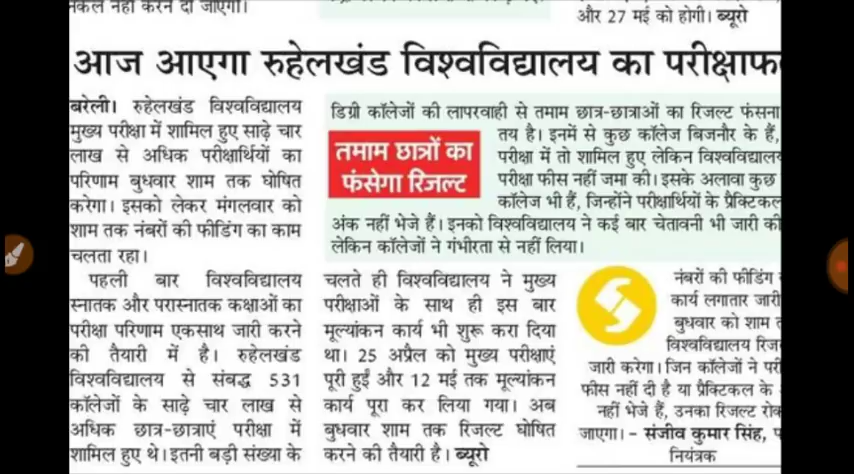 नकल नहीं करने दी जाएगी।
और 27 मई को होगी। ब्यूरो
आज आएगा रुहेलखंड विश्वविद्यालय का परीक्षाफ
बरेली। रुहेलखंड विश्वविद्यालय
मुख्य परीक्षा में शामिल हुए साढ़े चार
लाख से अधिक परीक्षार्थियों का
परिणाम बुधवार शाम तक घोषित
करेगा। इसको लेकर मंगलवार को
शाम तक नंबरों की फीडिंग का काम
चलता रहा।
पहली बार विश्वविद्यालय
स्नातक और परास्नातक कक्षाओं का
परीक्षा परिणाम एकसाथ जारी करने
की तैयारी में है। रुहेलखंड
विश्वविद्यालय से संबद्ध 531
कॉलेजों के साढ़े चार लाख से
अधिक छात्र-छात्राएं परीक्षा में
शामिल हुए थे। इतनी बड़ी संख्या के
डिग्री कॉलेजों की लापरवाही से तमाम छात्र-छात्राओं का रिजल्ट फंसना
तमाम छात्रों का
फंसेगा रिजल्ट
तय है। इनमें से कुछ कॉलेज बिजनौर के हैं,
परीक्षा में तो शामिल हुए लेकिन विश्वविद्यालय
परीक्षा फीस नहीं जमा की। इसके अलावा कुछ
कॉलेज भी हैं, जिन्होंने परीक्षार्थियों के प्रैक्टिकल
अंक नहीं भेजे हैं। इनको विश्वविद्यालय ने कई बार चेतावनी भी जारी की
लेकिन कॉलेजों ने गंभीरता से नहीं लिया।
चलते ही विश्वविद्यालय ने मुख्य
परीक्षाओं के साथ ही इस बार
मूल्यांकन कार्य भी शुरू करा दिया
था। 25 अप्रैल को मुख्य परीक्षाएं
पूरी हुईं और 12 मई तक मूल्यांकन
कार्य पूरा कर लिया गया। अब
बुधवार शाम तक रिजल्ट घोषित
करने की तैयारी है। ब्यूरो
नंबरों की फीडिंग
कार्य लगातार जारी
बुधवार को शाम
विश्वविद्यालय
जारी करेगा। जिन कॉलेजों ने
फीस नहीं दी है या प्रैक्टिकल के
नहीं भेजे हैं, उनका रिजल्ट
जाएगा। – संजीव कुमार सिंह,
नियंत्रक